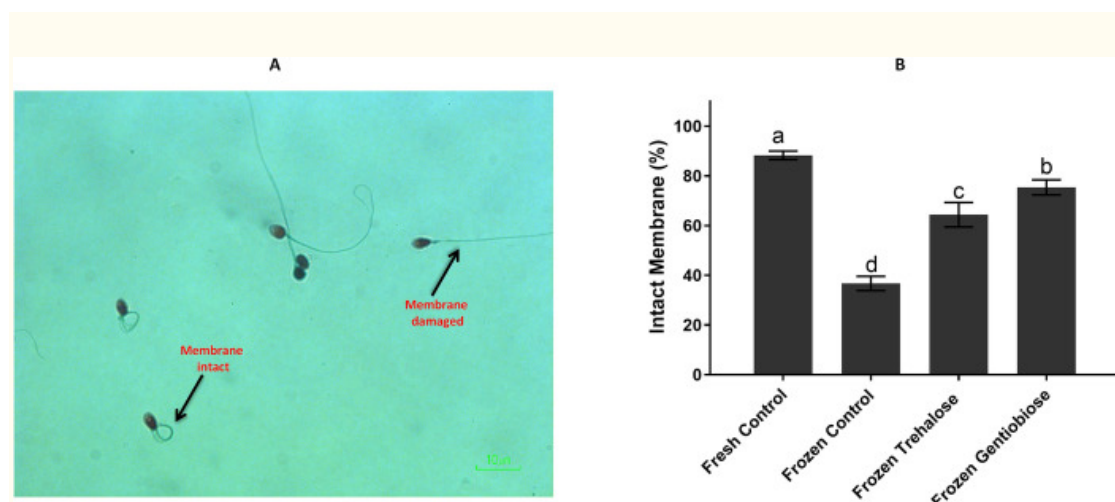 A
Membrane
damaged
Membrane
intact
B
Intact Membrane (%)
100
80
60
40
20
0
a
d
c
b
Fresh Control
Frozen Control
Frozen Trehalose
Frozen Gentiobiose